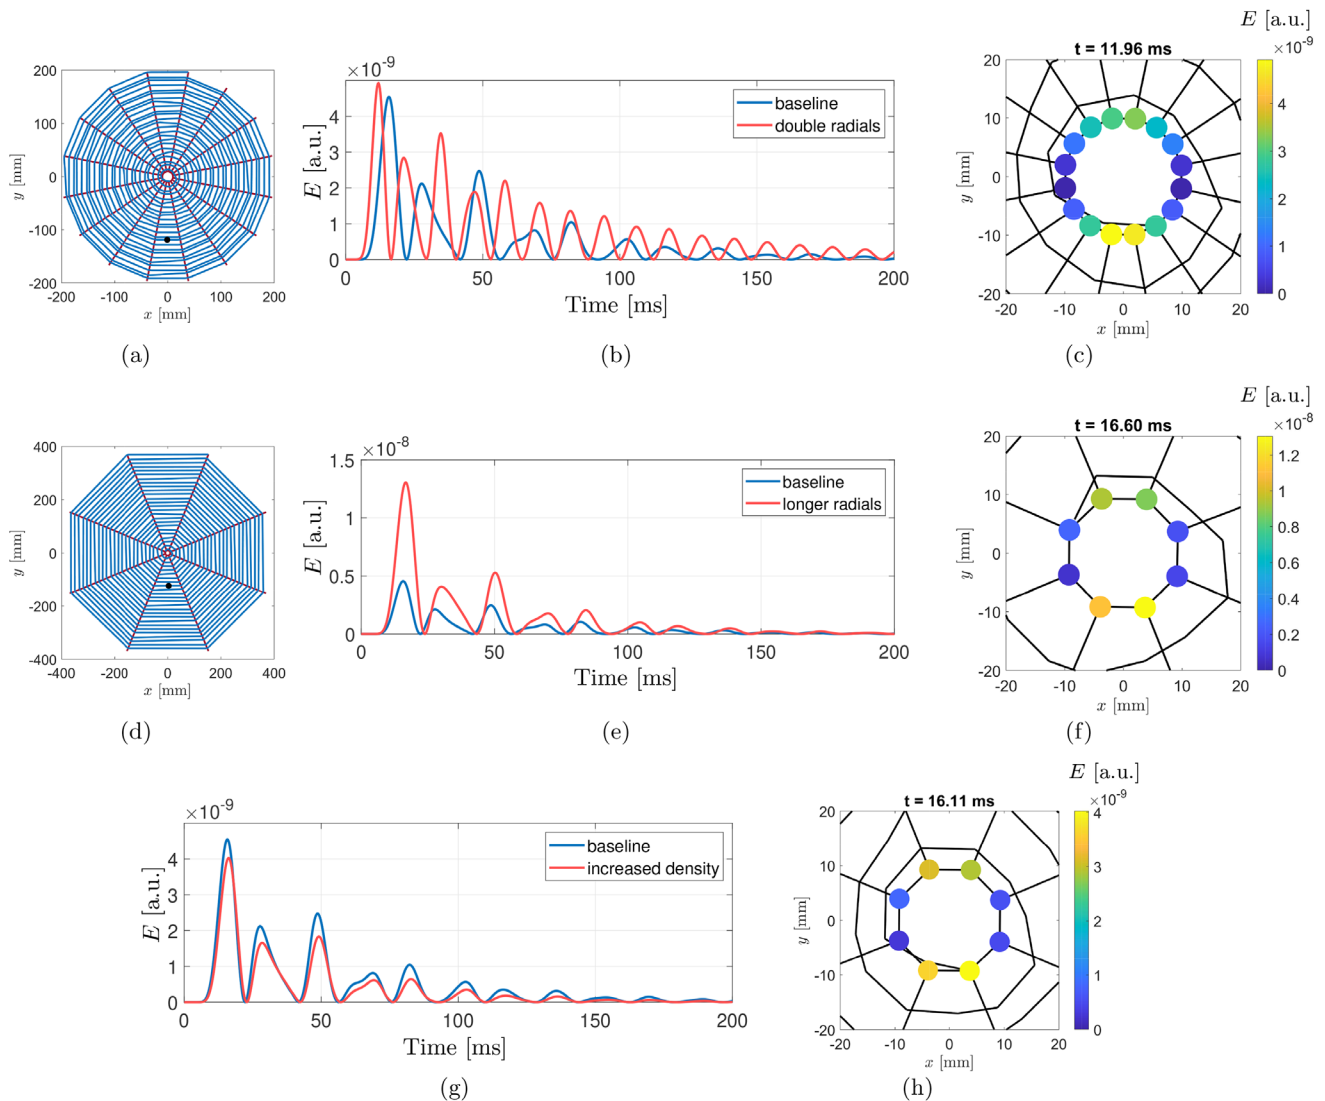 E [a.u.]
×10⁻⁹
t = 11.96 ms
200
100
0
-100
-200
y [mm]
-200 -100 0 100 200
x [mm]
(a)
×10⁻⁹
4
3
2
1
0
E [a.u.]
baseline
double radials
0 50 100 150 200
Time [ms]
(b)
20
10
0
-10
-20
y [mm]
-20 -10 0 10 20
x [mm]
4
3
2
1
0
(c)
E [a.u.]
×10⁻⁸
t = 16.60 ms
400
200
0
-200
-400
y [mm]
-400 -200 0 200 400
x [mm]
(d)
×10⁻⁸
1.5
1
0.5
0
E [a.u.]
baseline
longer radials
0 50 100 150 200
Time [ms]
(e)
20
10
0
-10
-20
y [mm]
-20 -10 0 10 20
x [mm]
1.2
1
0.8
0.6
0.4
0.2
0
(f)
×10⁻⁹
4
3
2
1
0
E [a.u.]
baseline
increased density
0 50 100 150 200
Time [ms]
(g)
E [a.u.]
×10⁻⁹
t = 16.11 ms
20
10
0
-10
-20
y [mm]
-20 -10 0 10 20
x [mm]
4
3
2
1
0
(h)